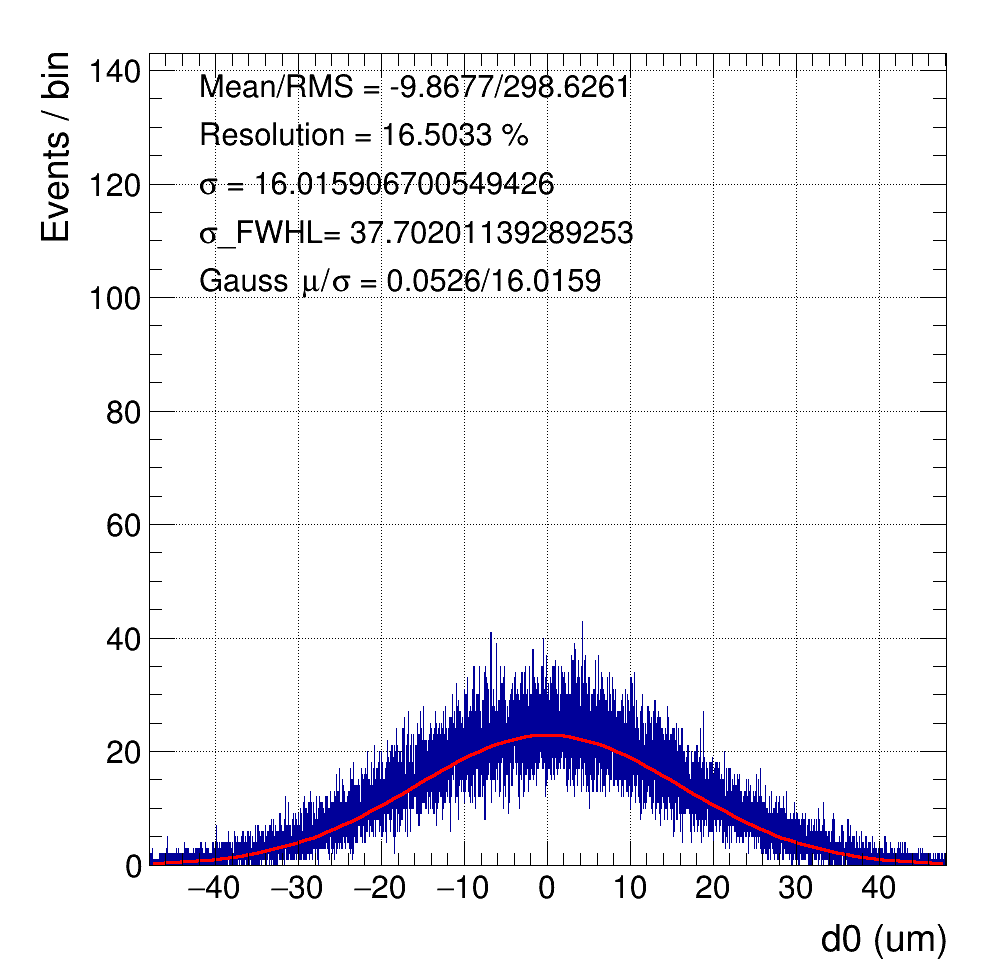 Events / bin
140
120
100
80
60
40
20
0
Mean/RMS = -9.8677/298.6261
Resolution = 16.5033 %
σ = 16.015906700549426
σ_FWHL= 37.70201139289253
Gauss μ/σ = 0.0526/16.0159
−40 −30 −20 −10 0 10 20 30 40
d0 (um)